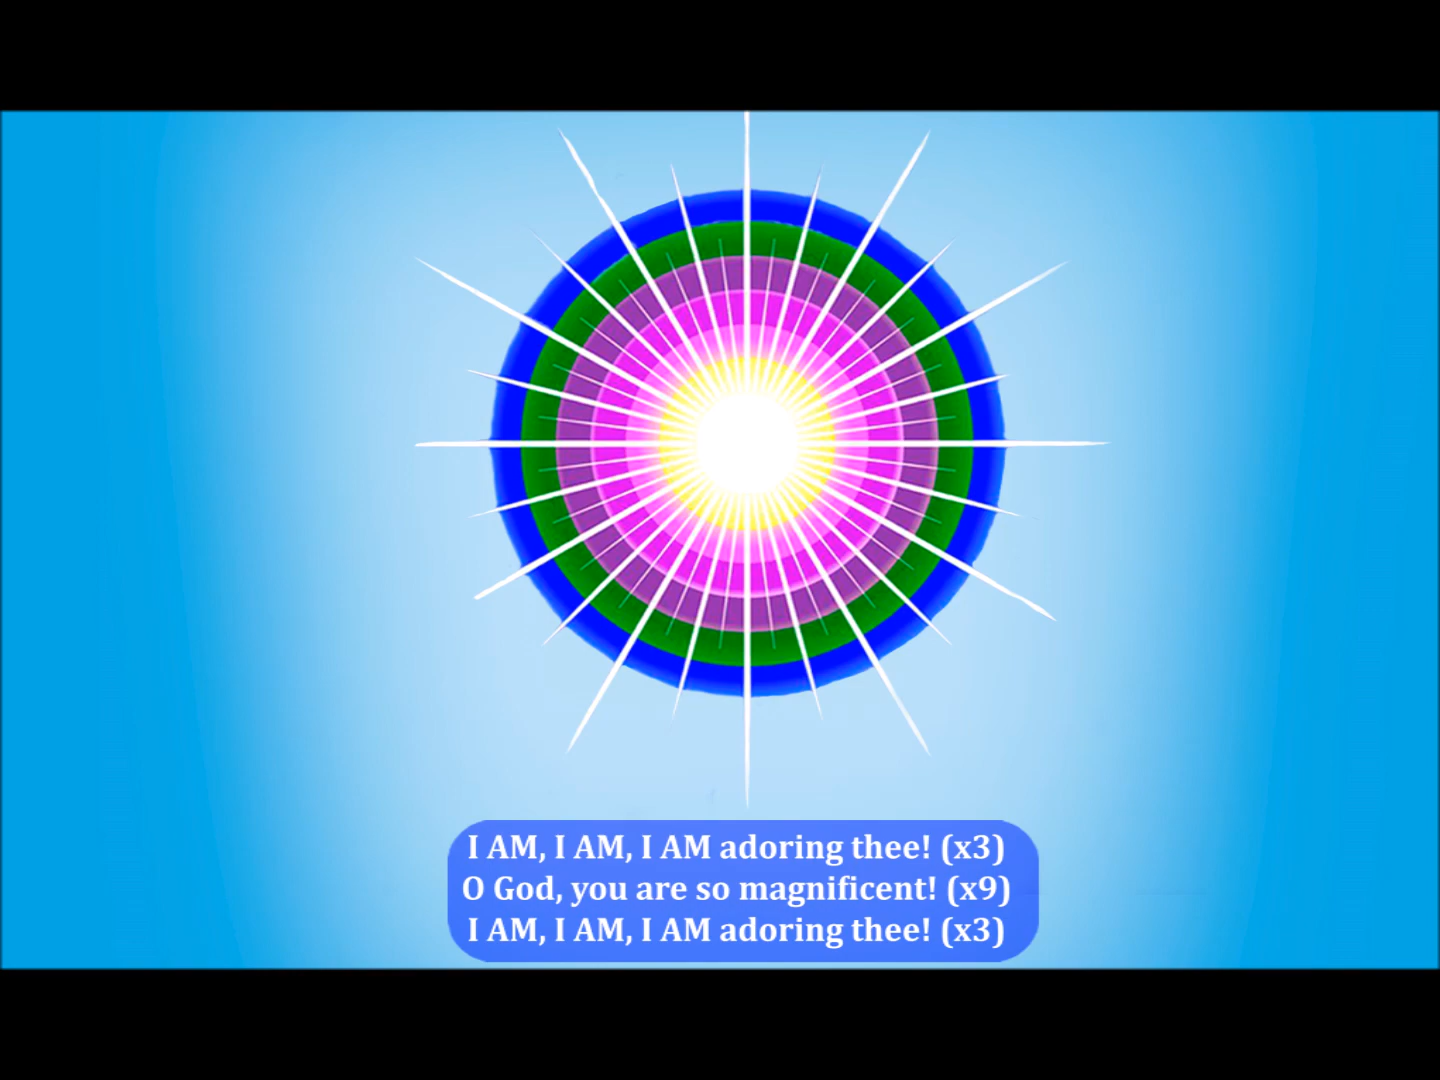 I AM, I AM, I AM adoring thee! (x3)
O God, you are so magnificent! (x9)
I AM, I AM, I AM adoring thee! (x3)